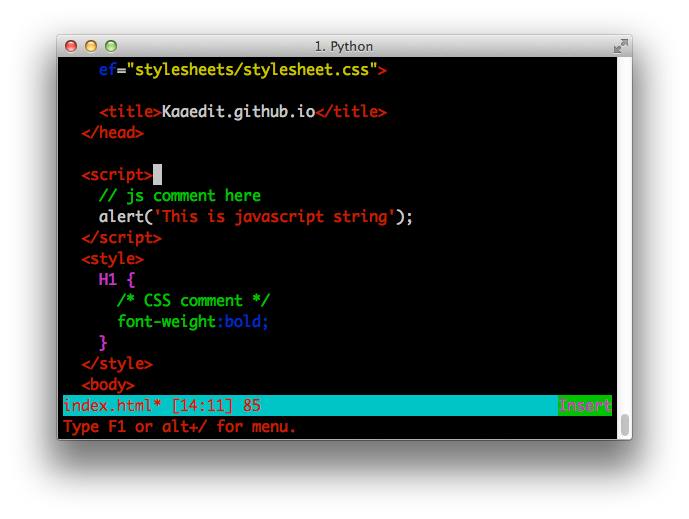 1. Python
ef="stylesheets/stylesheet.css">
<title>Kaaedit.github.io</title>
</head>
<script>
// js comment here
alert('This is javascript string');
</script>
<style>
H1 {
/* CSS comment */
font-weight:bold;
}
</style>
<body>
index.html* [14:11] 85 Insert
Type F1 or alt+/ for menu.